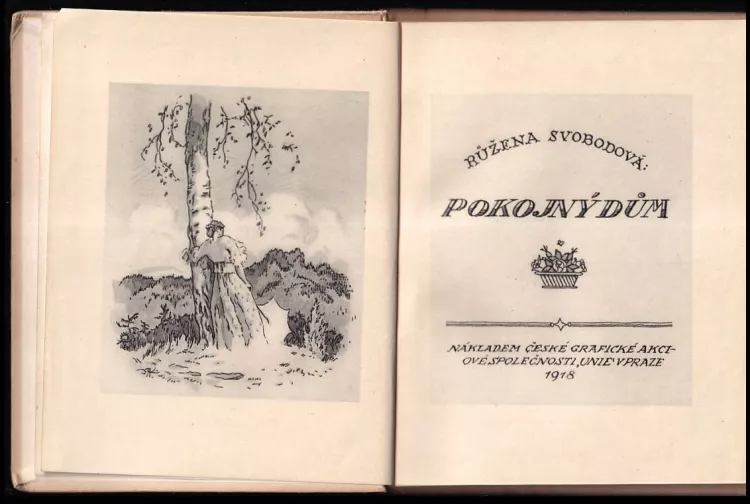 RŮŽENA SVOBODOVÁ:
POKOJNÝ DŮM
NÁKLADEM ČESKÉ GRAFICKÉ AKCI-
OVÉ SPOLEČNOSTI „UNIE" V PRAZE
1918